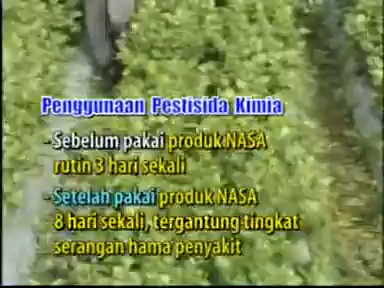 Penggunaan Pestisida Kimia
- Sebelum pakai produk NASA
rutin 3 hari sekali
- Setelah pakai produk NASA
8 hari sekali, tergantung tingkat
serangan hama penyakit